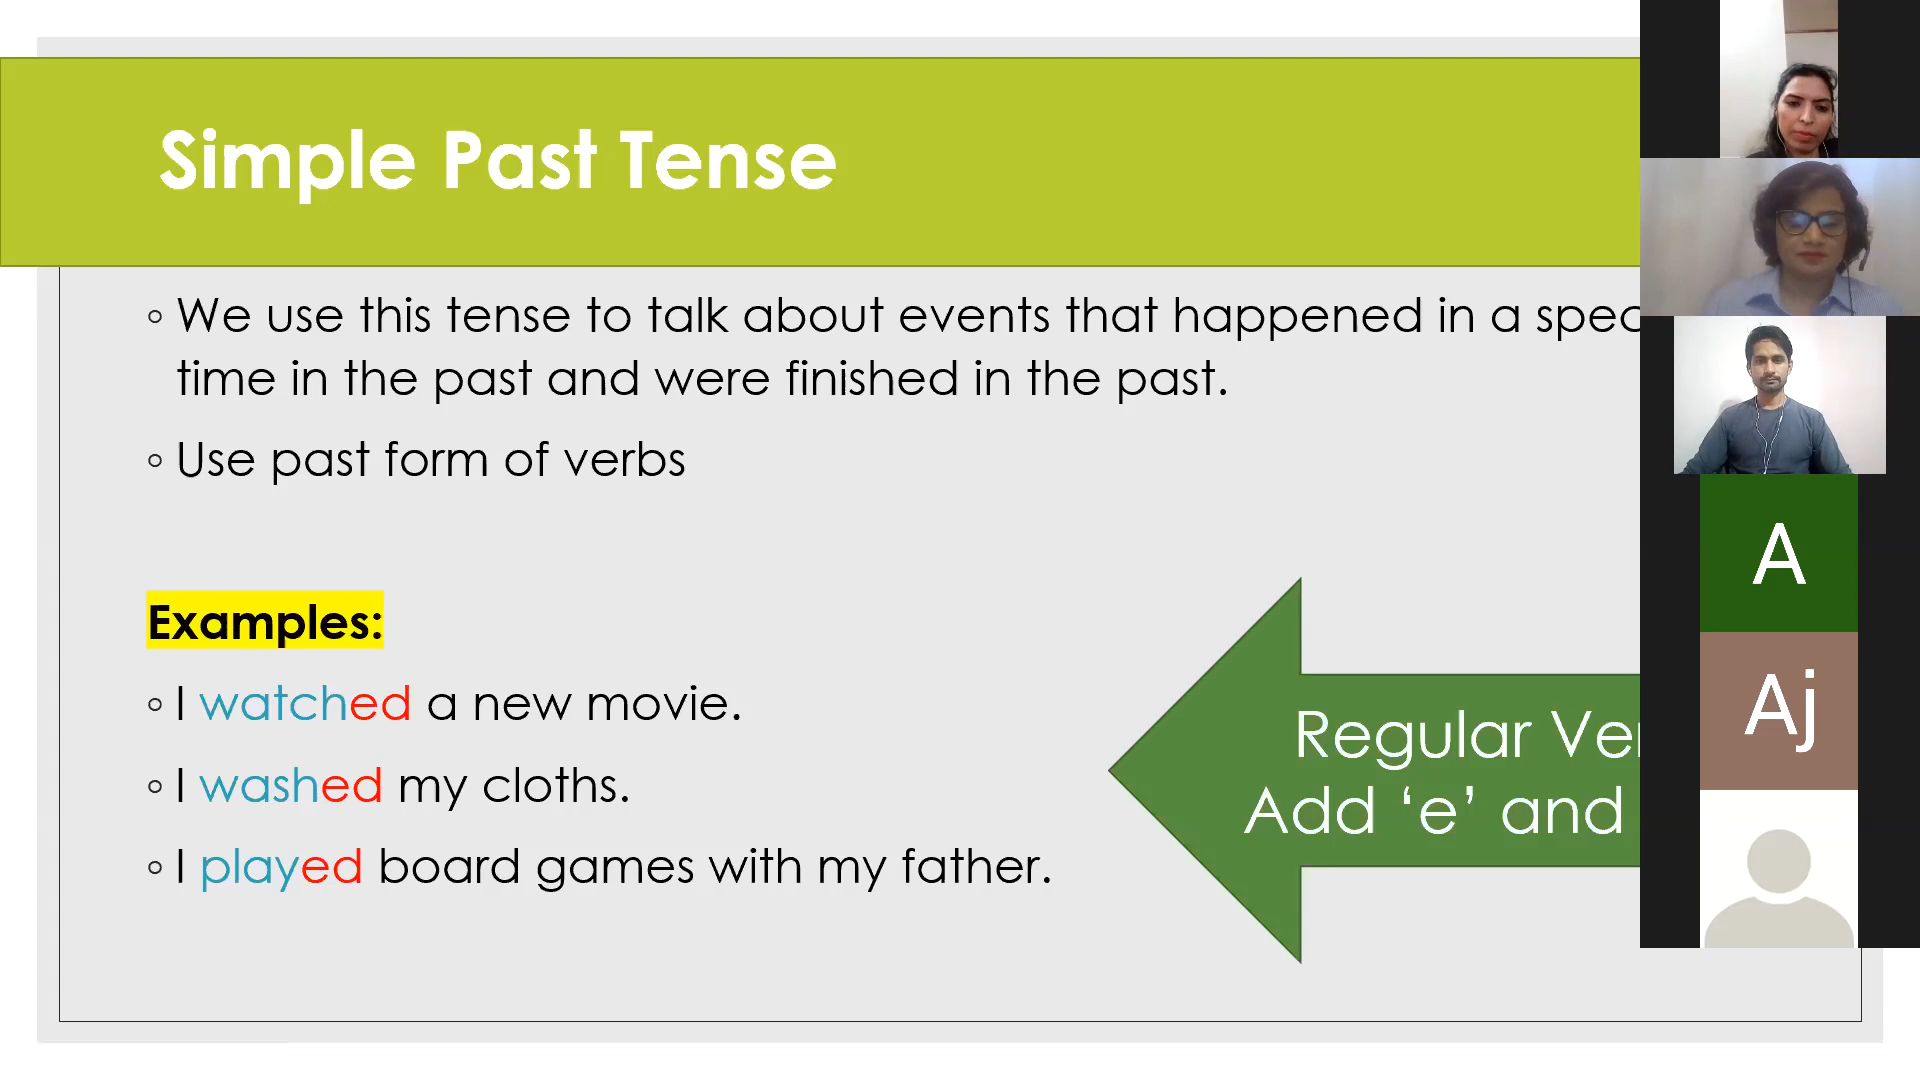 Simple Past Tense
We use this tense to talk about events that happened in a
time in the past and were finished in the past.
Use past form of verbs
Examples:
I watched a new movie.
I washed my cloths.
I played board games with my father.
Regular
Add ‘e’ and
A
Aj